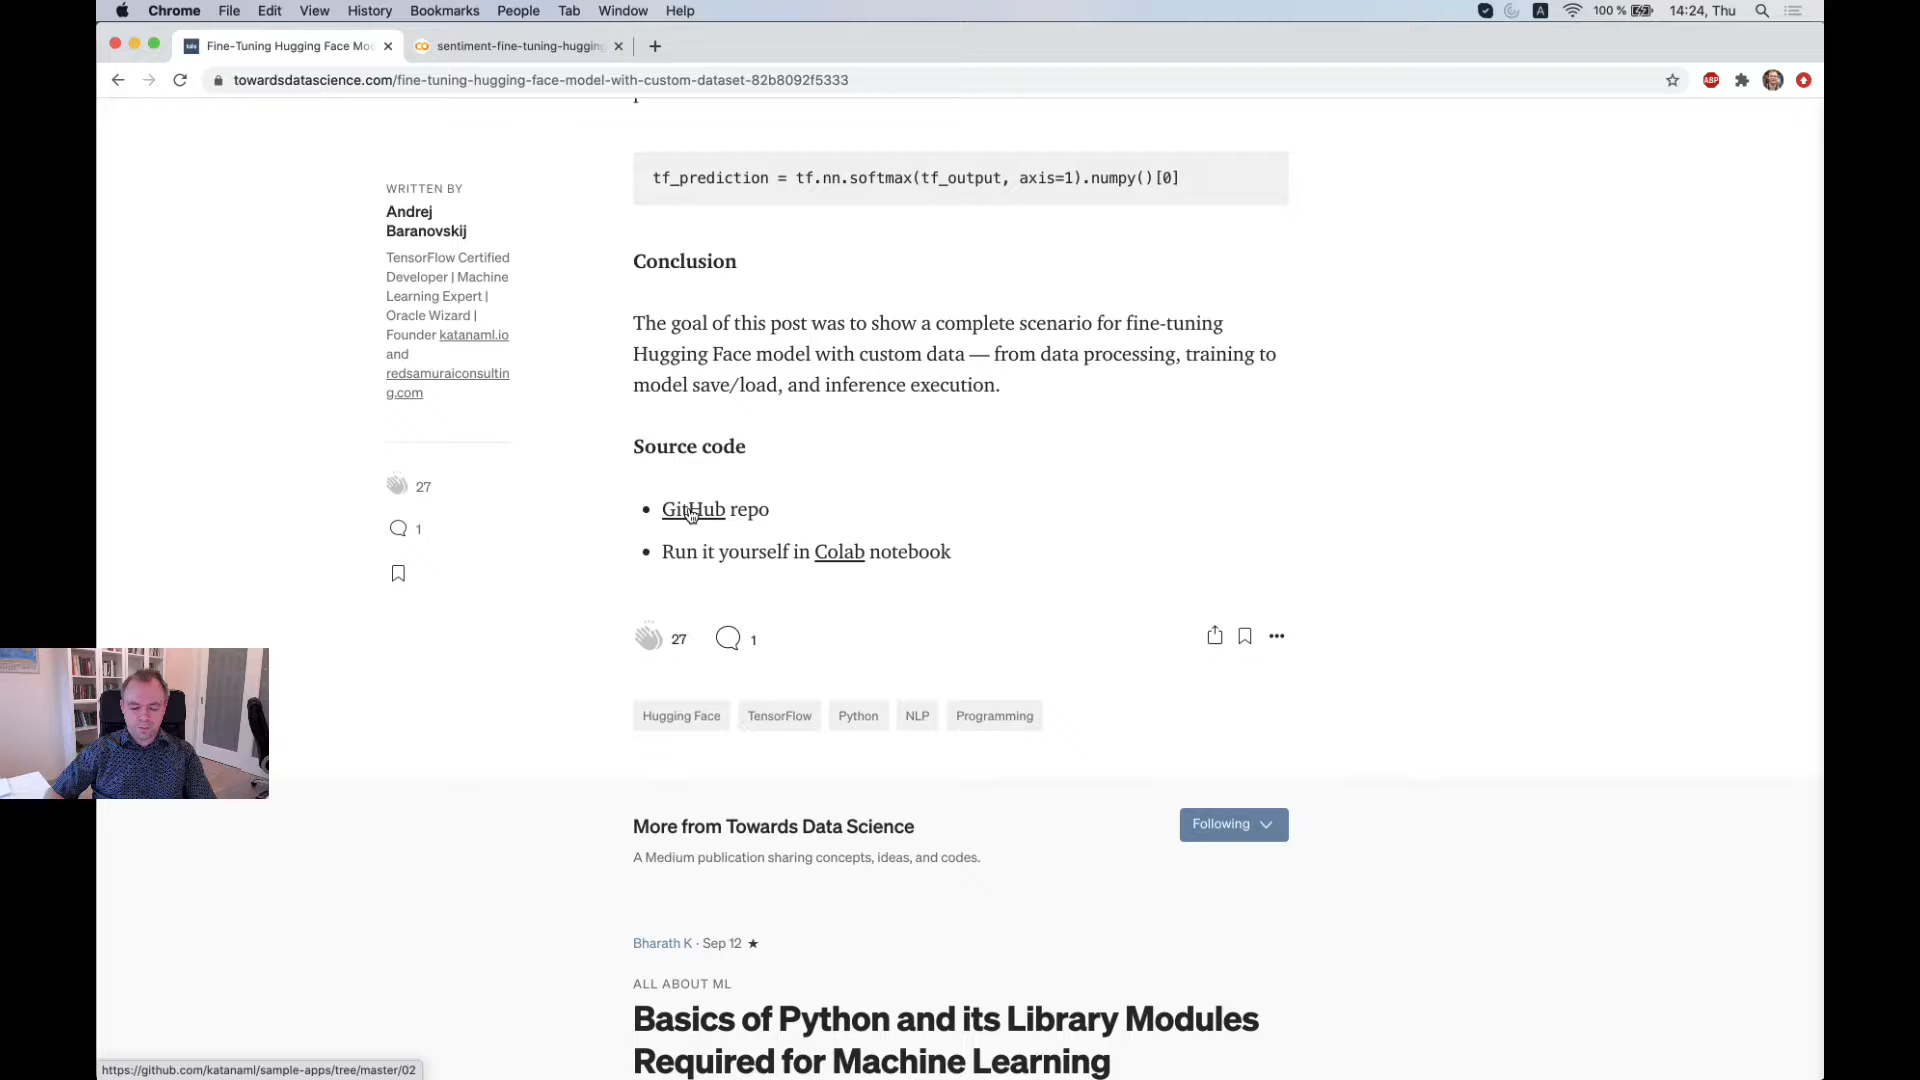 Chrome File Edit View History Bookmarks People Tab Window Help
A 100 % 14:24, Thu
Fine-Tuning Hugging Face Mo
sentiment-fine-tuning-hugging
towardsdatascience.com/fine-tuning-hugging-face-model-with-custom-dataset-82b8092f5333
ABP
tf_prediction = tf.nn.softmax(tf_output, axis=1).numpy()[0]
WRITTEN BY
Andrej
Baranovskij
TensorFlow Certified
Developer | Machine
Learning Expert |
Oracle Wizard |
Founder katanaml.io
and
redsamuraiconsultin
g.com
27
1
Conclusion
The goal of this post was to show a complete scenario for fine-tuning
Hugging Face model with custom data — from data processing, training to
model save/load, and inference execution.
Source code
• GitHub repo
• Run it yourself in Colab notebook
27 1
Hugging Face TensorFlow Python NLP Programming
More from Towards Data Science
Following
A Medium publication sharing concepts, ideas, and codes.
Bharath K · Sep 12 ★
ALL ABOUT ML
Basics of Python and its Library Modules
Required for Machine Learning
https://github.com/katanaml/sample-apps/tree/master/02